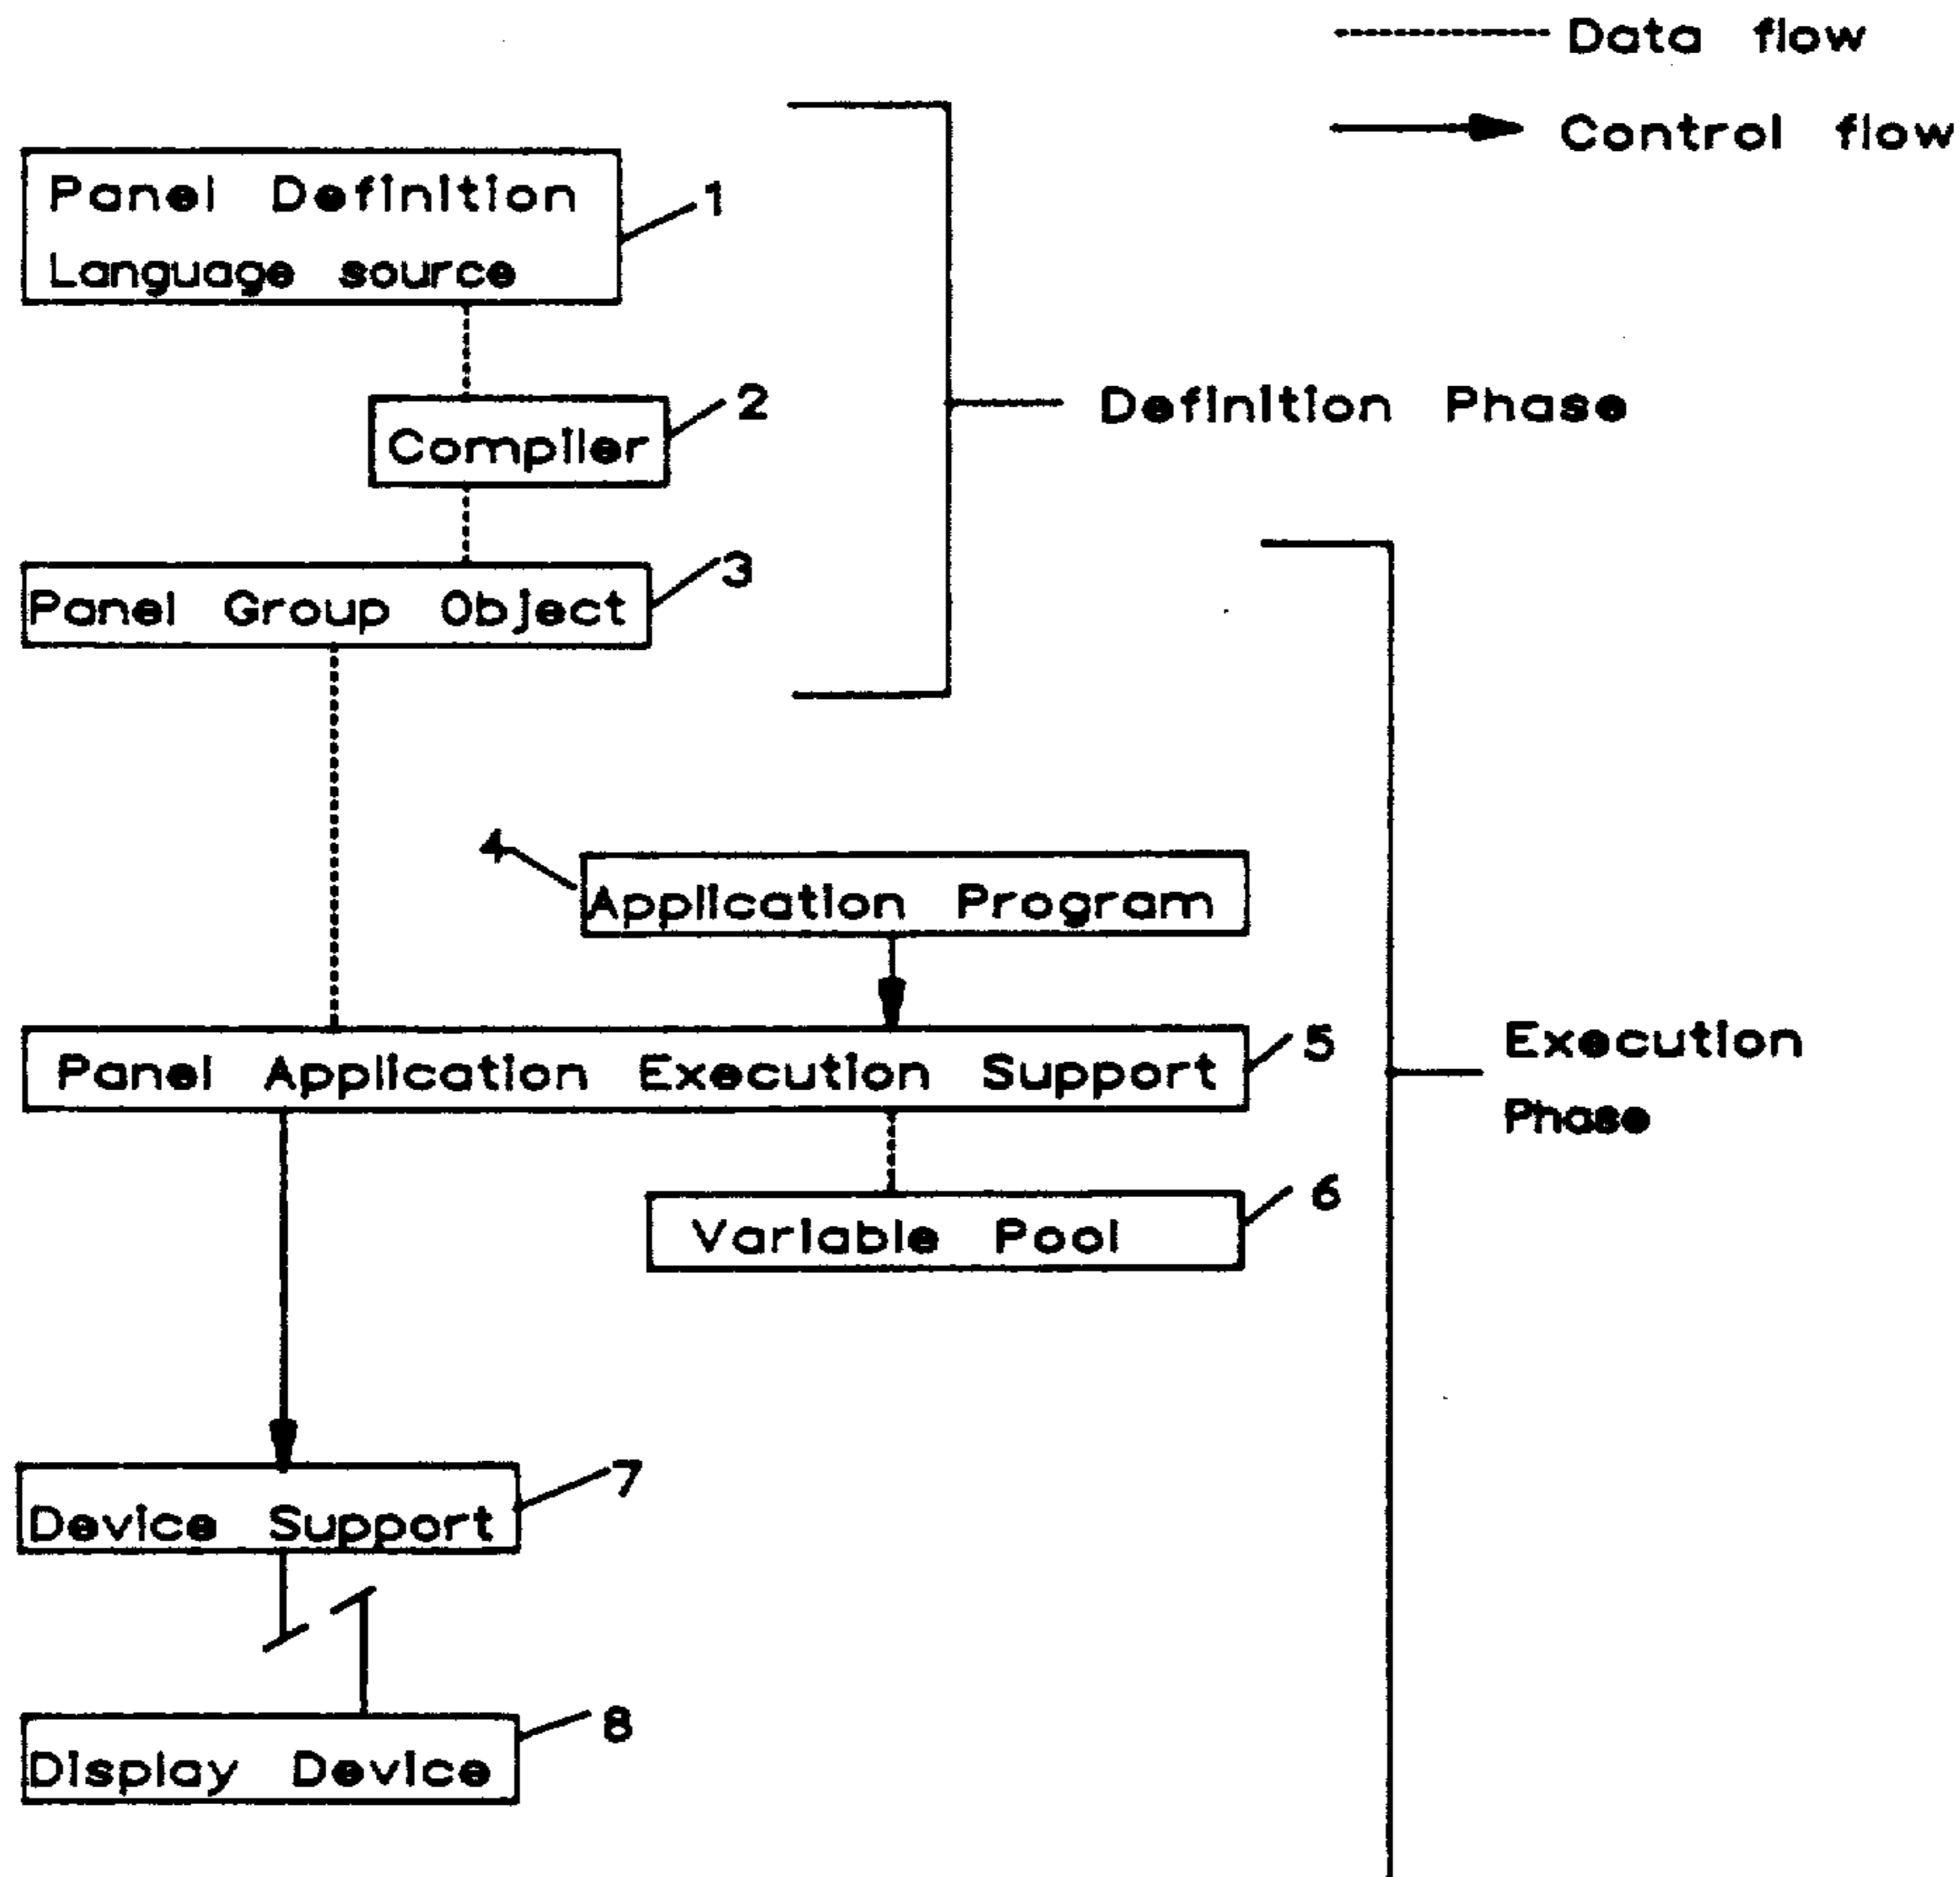 Data flow
Control flow
Panel Definition
Language source
1
2
Compiler
Definition Phase
3
Panel Group Object
4
Application Program
5
Panel Application Execution Support
Execution
Phase
6
Variable Pool
7
Device Support
8
Display Device